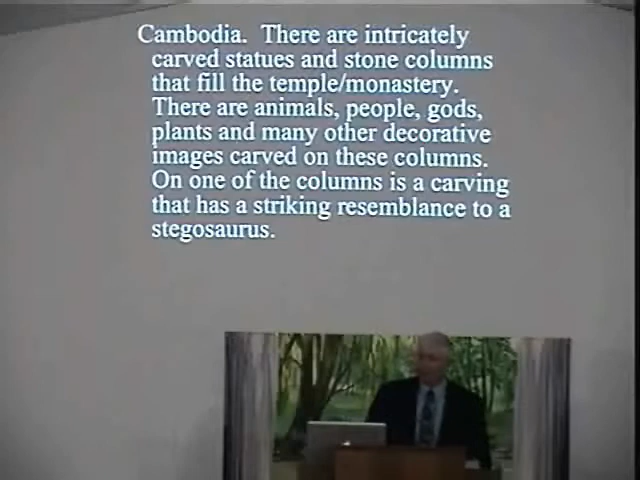 Cambodia. There are intricately
carved statues and stone columns
that fill the temple/monastery.
There are animals, people, gods,
plants and many other decorative
images carved on these columns.
On one of the columns is a carving
that has a striking resemblance to a
stegosaurus.